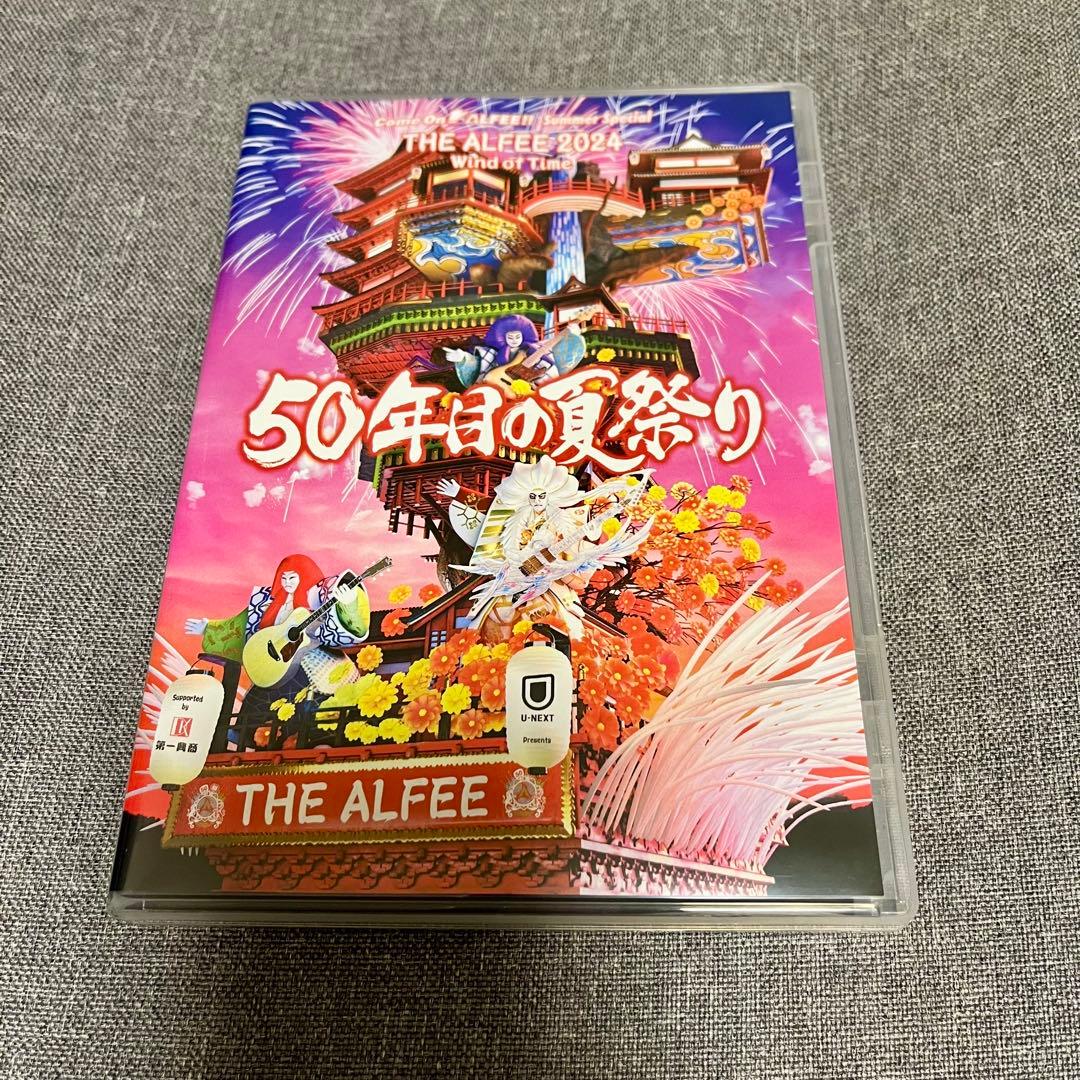 Come On ALFEE!! Summer Special
THE ALFEE 2024
Wind of Time
50年目の夏祭り
Supported
by
DK
第一興商
U-NEXT
Presents
THE ALFEE